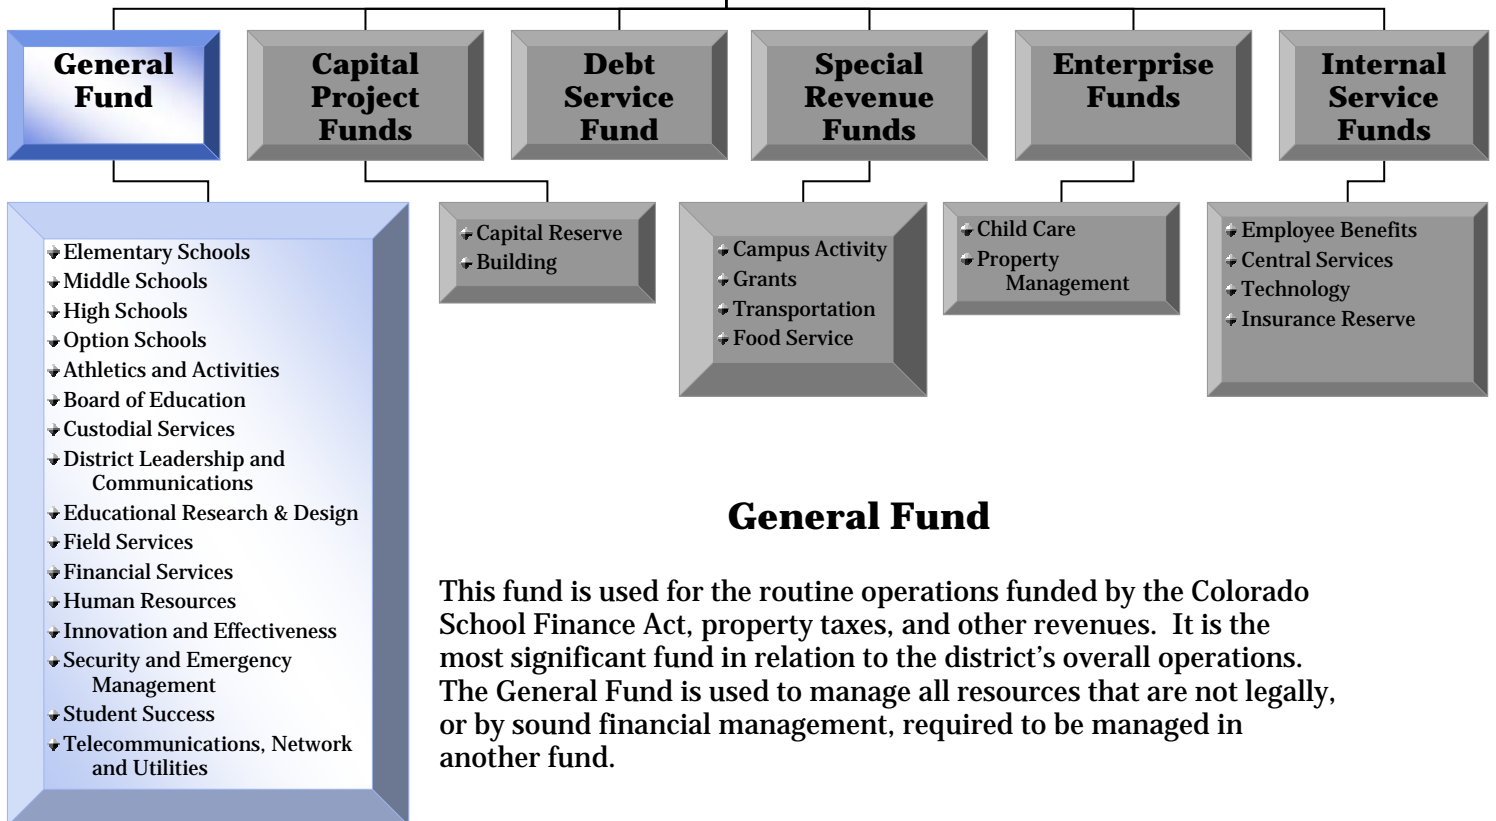 General
Fund
Capital
Project
Funds
Debt
Service
Fund
Special
Revenue
Funds
Enterprise
Funds
Internal
Service
Funds
Elementary Schools
Middle Schools
High Schools
Option Schools
Athletics and Activities
Board of Education
Custodial Services
District Leadership and
Communications
Educational Research & Design
Field Services
Financial Services
Human Resources
Innovation and Effectiveness
Security and Emergency
Management
Student Success
Telecommunications, Network
and Utilities
Capital Reserve
Building
Campus Activity
Grants
Transportation
Food Service
Child Care
Property
Management
Employee Benefits
Central Services
Technology
Insurance Reserve
General Fund
This fund is used for the routine operations funded by the Colorado
School Finance Act, property taxes, and other revenues.  It is the
most significant fund in relation to the district’s overall operations.
The General Fund is used to manage all resources that are not legally,
or by sound financial management, required to be managed in
another fund.